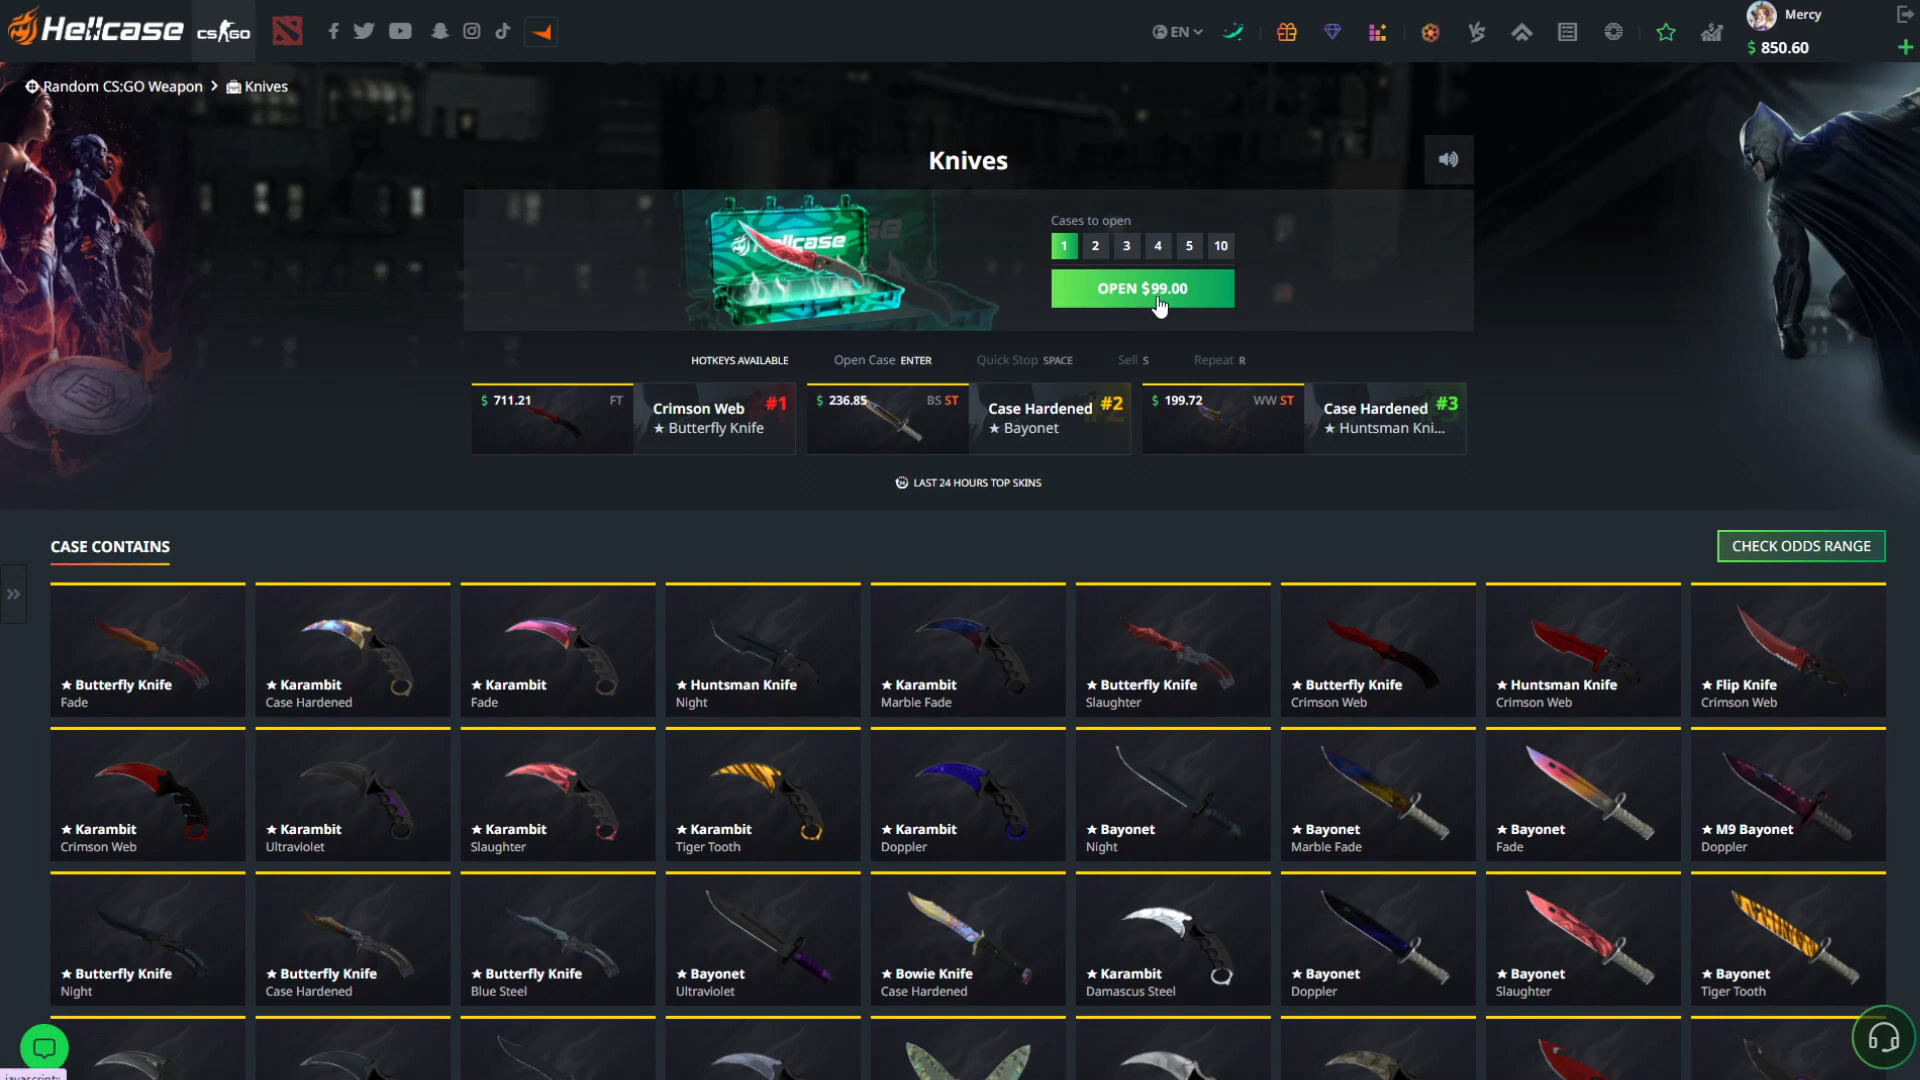 Hellcase
CS:GO
EN
Mercy
$ 850.60
Random CS:GO Weapon > Knives
Knives
Hellcase
Cases to open
1 2 3 4 5 10
OPEN $99.00
HOTKEYS AVAILABLE Open Case ENTER Quick Stop SPACE Sell S Repeat R
$ 711.21 FT Crimson Web #1
★ Butterfly Knife
$ 236.85 BS ST Case Hardened #2
★ Bayonet
$ 199.72 WW ST Case Hardened #3
★ Huntsman Kni...
LAST 24 HOURS TOP SKINS
CASE CONTAINS
CHECK ODDS RANGE
★ Butterfly Knife
Fade
★ Karambit
Case Hardened
★ Karambit
Fade
★ Huntsman Knife
Night
★ Karambit
Marble Fade
★ Butterfly Knife
Slaughter
★ Butterfly Knife
Crimson Web
★ Huntsman Knife
Crimson Web
★ Flip Knife
Crimson Web
★ Karambit
Crimson Web
★ Karambit
Ultraviolet
★ Karambit
Slaughter
★ Karambit
Tiger Tooth
★ Karambit
Doppler
★ Bayonet
Night
★ Bayonet
Marble Fade
★ Bayonet
Fade
★ M9 Bayonet
Doppler
★ Butterfly Knife
Night
★ Butterfly Knife
Case Hardened
★ Butterfly Knife
Blue Steel
★ Bayonet
Ultraviolet
★ Bowie Knife
Case Hardened
★ Karambit
Damascus Steel
★ Bayonet
Doppler
★ Bayonet
Slaughter
★ Bayonet
Tiger Tooth